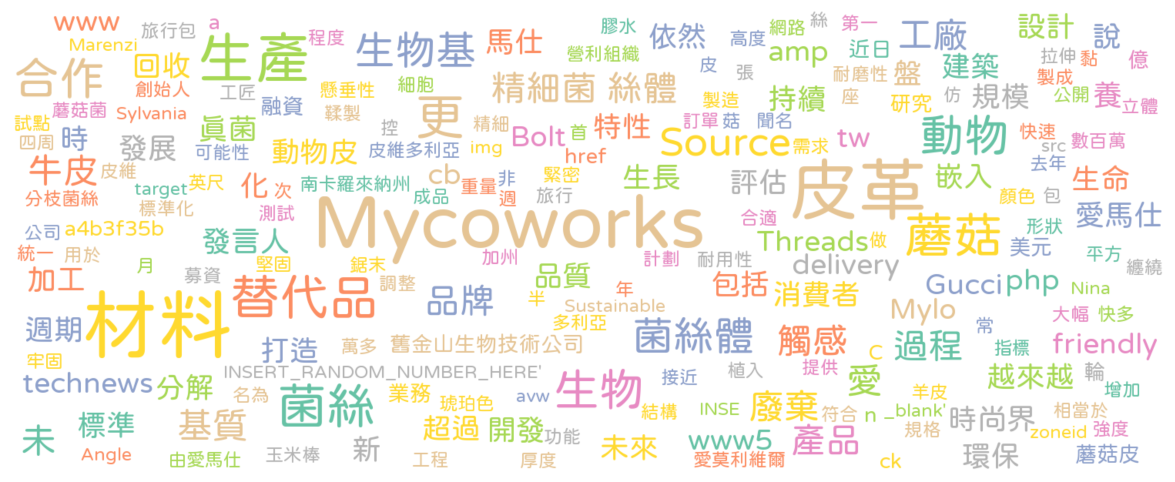 www 旅行包 a 程度 生物基 馬仕 膠水 依然 高度 網路 絲 第一 工廠 設計 說
Marenzi 回收 生產 營利組織 皮 amp 近日 拉伸 黏 億
合作 創始人 工匠 懸垂性 細胞 精細菌 絲體 張 耐磨性 盤 建築 製成
蘑菇菌 Sylvania 融資 鞣製 更 製造 持續 座 研究 仿 規模 公開 養 立體
試點 四周 時 眞菌 控 精細 Bolt 首 特性 訂單 菇 聞名 tw 動物 快速 數百萬
發展 可能性 動物皮 皮維多利亞 img href Source 需求 src 去年
牛皮 皮維 cb 緊密 生長 評估 皮革 嵌入 生命
分枝菌絲 target 英尺 化 次 南卡羅來納州 成品 重量 非 週 旅行 顏色 包
標準化 測試 Mycoworks 合適 蘑菇 形狀 愛馬仕
公司 a4b3f35b 發言人 Threads 做 美元 平方
統一 用於 月 堅固 鋸末 加州 計劃 耐用性 delivery 纏繞
加工 募資 替代品 調整 品牌 品質 包括 消費者 Gucci php Nina
材料 半 年 Sustainable Mylo 常 大幅 快多
週期 多利亞 菌絲體 觸感 過程 指標 friendly
牢固 打造 萬多 舊金山生物技術公司 C
technews 分解 INSERT_RANDOM_NUMBER_HERE' 生物 接近 植入 提供 愛 越來越 輪 增加
名為 菌絲 業務 琥珀色 avw 結構 INSE 廢棄 符合 n _blank' 羊皮 時尚界 相當於
未 標準 基質 新 超過 開發 功能 未來 www5 產品 規格 zoneid 強度
Angle 由愛馬仕 玉米棒 工程 厚度 愛莫利維爾 ck 環保 蘑菇皮